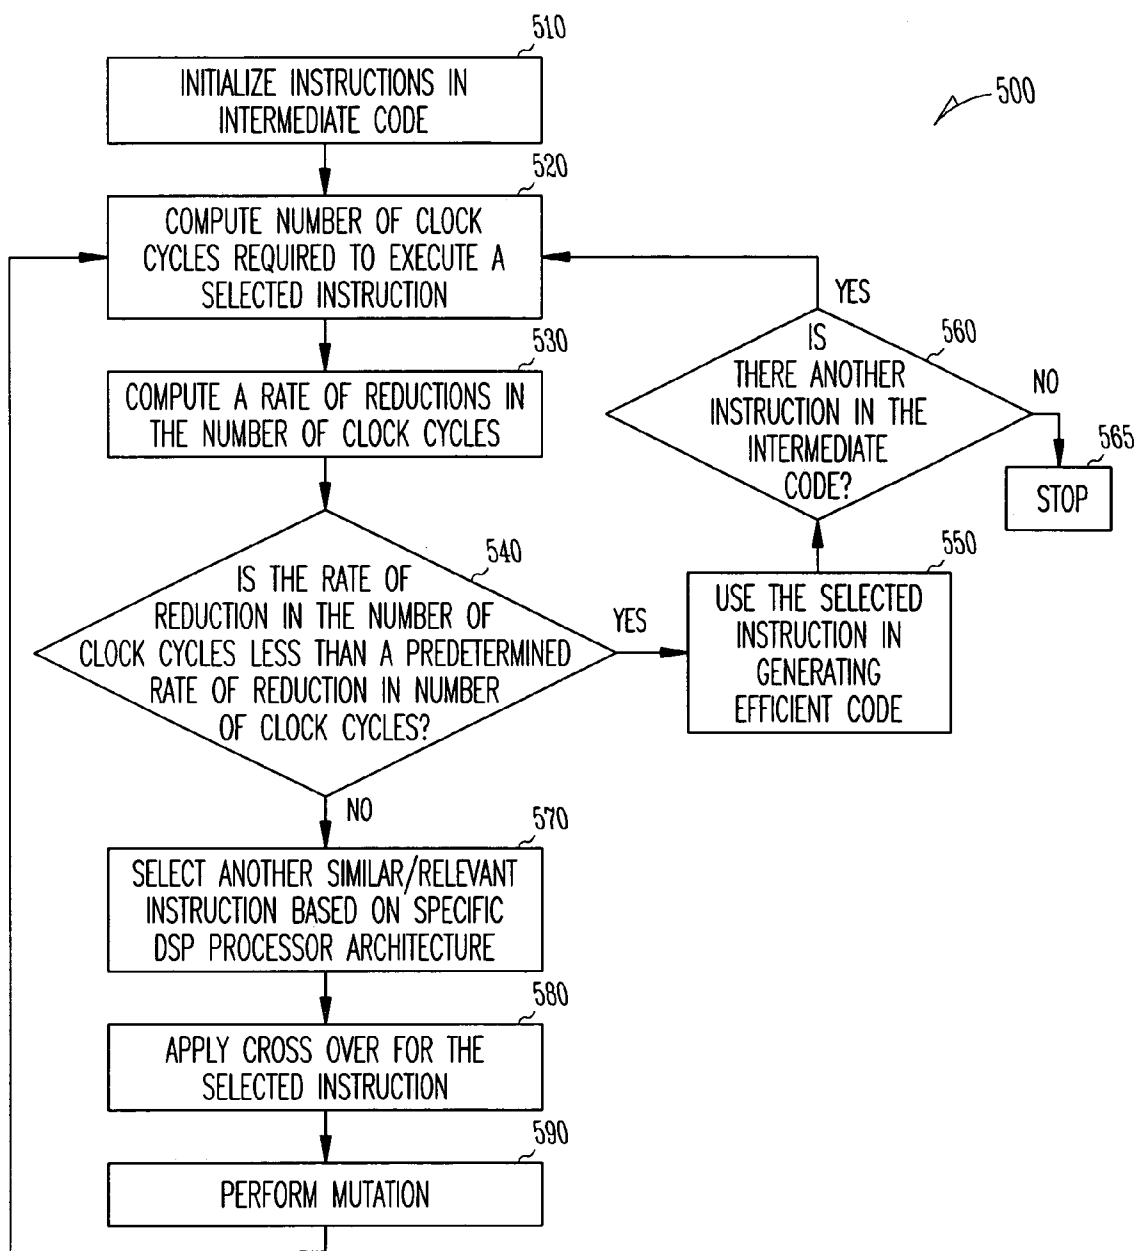 510
INITIALIZE INSTRUCTIONS IN
INTERMEDIATE CODE
500
520
COMPUTE NUMBER OF CLOCK
CYCLES REQUIRED TO EXECUTE A
SELECTED INSTRUCTION
530
COMPUTE A RATE OF REDUCTIONS IN
THE NUMBER OF CLOCK CYCLES
540
IS THE RATE OF
REDUCTION IN THE NUMBER OF
CLOCK CYCLES LESS THAN A PREDETERMINED
RATE OF REDUCTION IN NUMBER
OF CLOCK CYCLES?
YES
550
USE THE SELECTED
INSTRUCTION IN
GENERATING
EFFICIENT CODE
YES
560
IS
THERE ANOTHER
INSTRUCTION IN THE
INTERMEDIATE
CODE?
NO
565
STOP
NO
570
SELECT ANOTHER SIMILAR/RELEVANT
INSTRUCTION BASED ON SPECIFIC
DSP PROCESSOR ARCHITECTURE
580
APPLY CROSS OVER FOR THE
SELECTED INSTRUCTION
590
PERFORM MUTATION